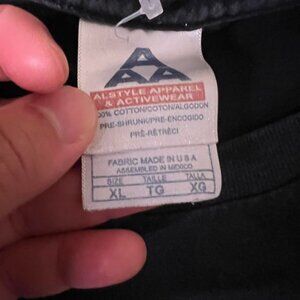 AAA
ALSTYLE APPAREL
& ACTIVEWEAR
100% COTTON/COTON/ALGODON
PRE-SHRUNK/PRE-ENCOGIDO
PRÉ-RÉTRÉCI
FABRIC MADE IN U S A
ASSEMBLED IN MEXICO
SIZE TAILLE TALLA
XL TG XG